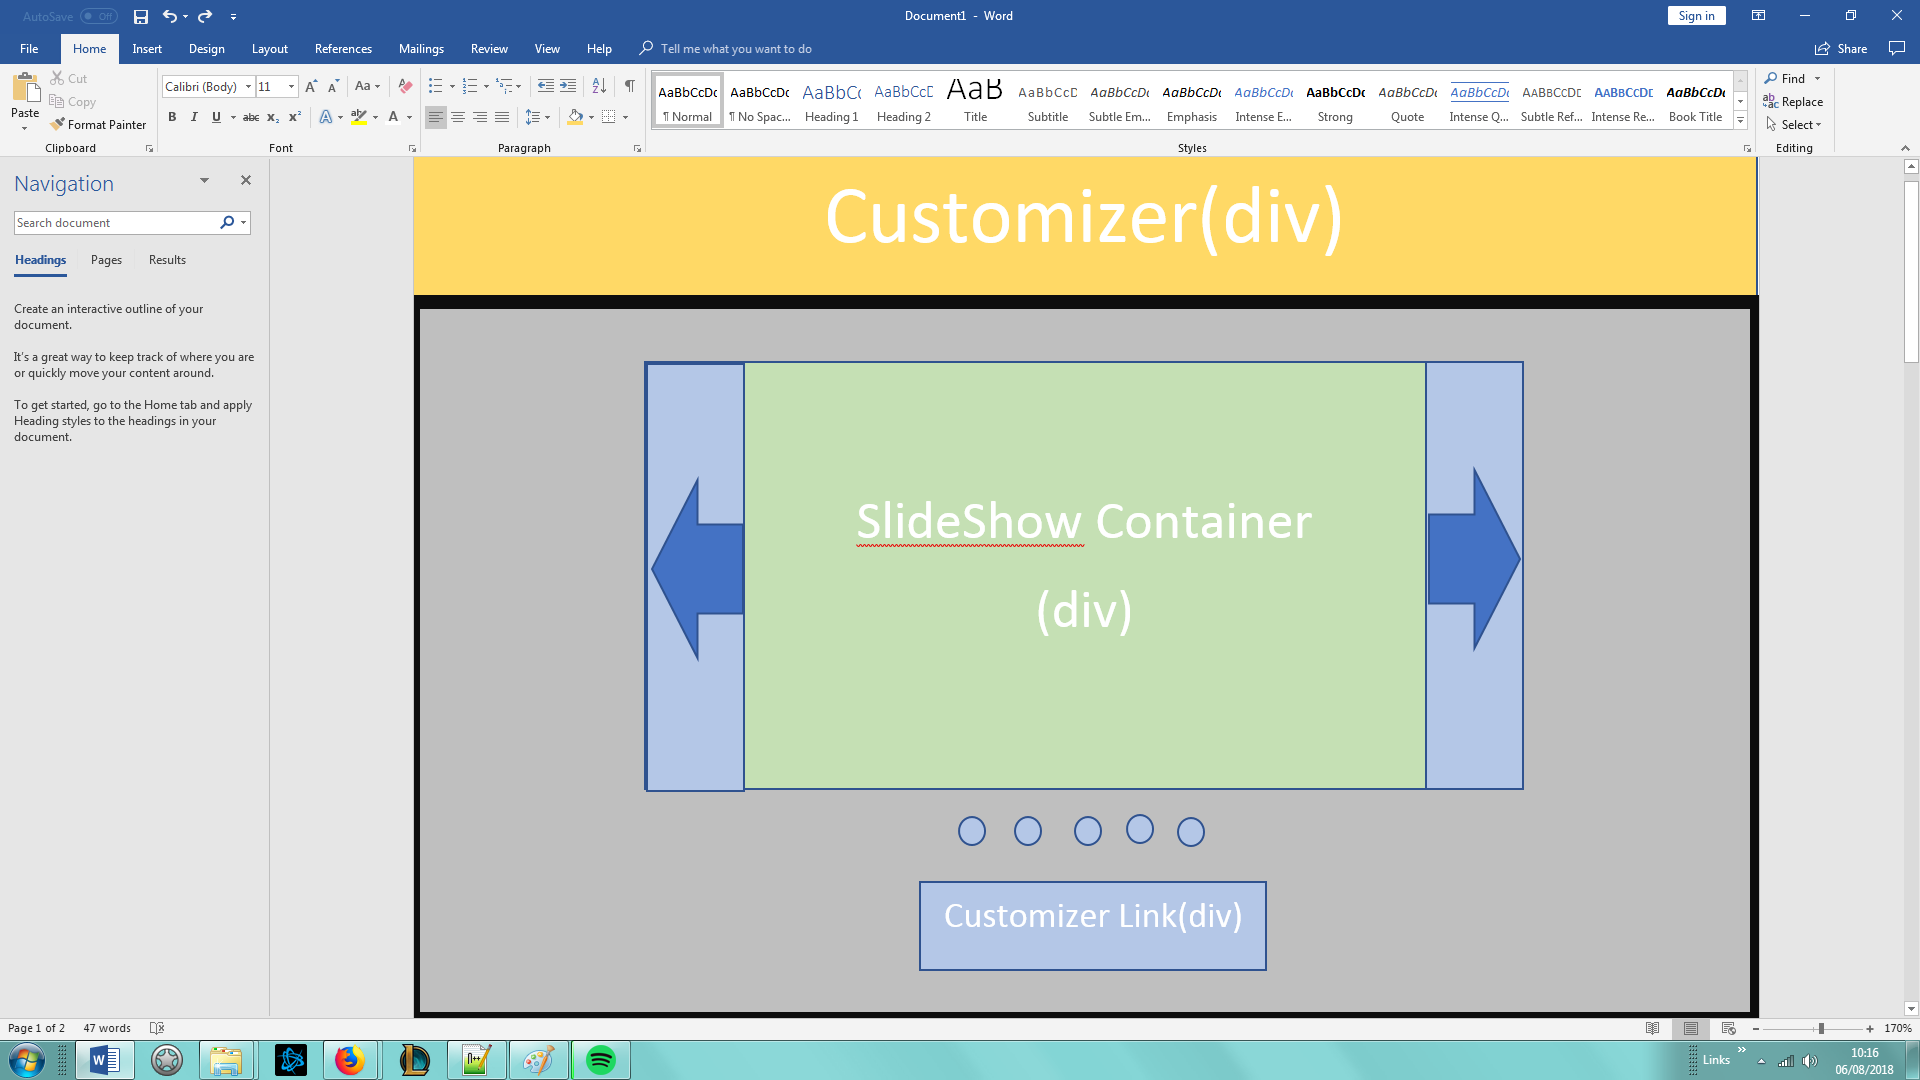 AutoSave Off
Document1 - Word
Sign in
File Home Insert Design Layout References Mailings Review View Help Tell me what you want to do
Share
Paste
Cut
Copy
Format Painter
Clipboard
Calibri (Body) 11
Font
Paragraph
AaBbCcDc AaBbCcDc AaBbCc AaBbCcD AaB AaBbCcD AaBbCcDc AaBbCcDc AaBbCcDc AaBbCcDc AaBbCcDc AaBbCcDc AABBCCDE AABBCCDE AaBbCcDc
¶ Normal ¶ No Spac... Heading 1 Heading 2 Title Subtitle Subtle Em... Emphasis Intense E... Strong Quote Intense Q... Subtle Ref... Intense Re... Book Title
Styles
Find
Replace
Select
Editing
Navigation
Search document
Headings Pages Results
Create an interactive outline of your
document.
It's a great way to keep track of where you are
or quickly move your content around.
To get started, go to the Home tab and apply
Heading styles to the headings in your
document.
Customizer(div)
SlideShow Container
(div)
Customizer Link(div)
Page 1 of 2 47 words
170%
Links
10:16
06/08/2018